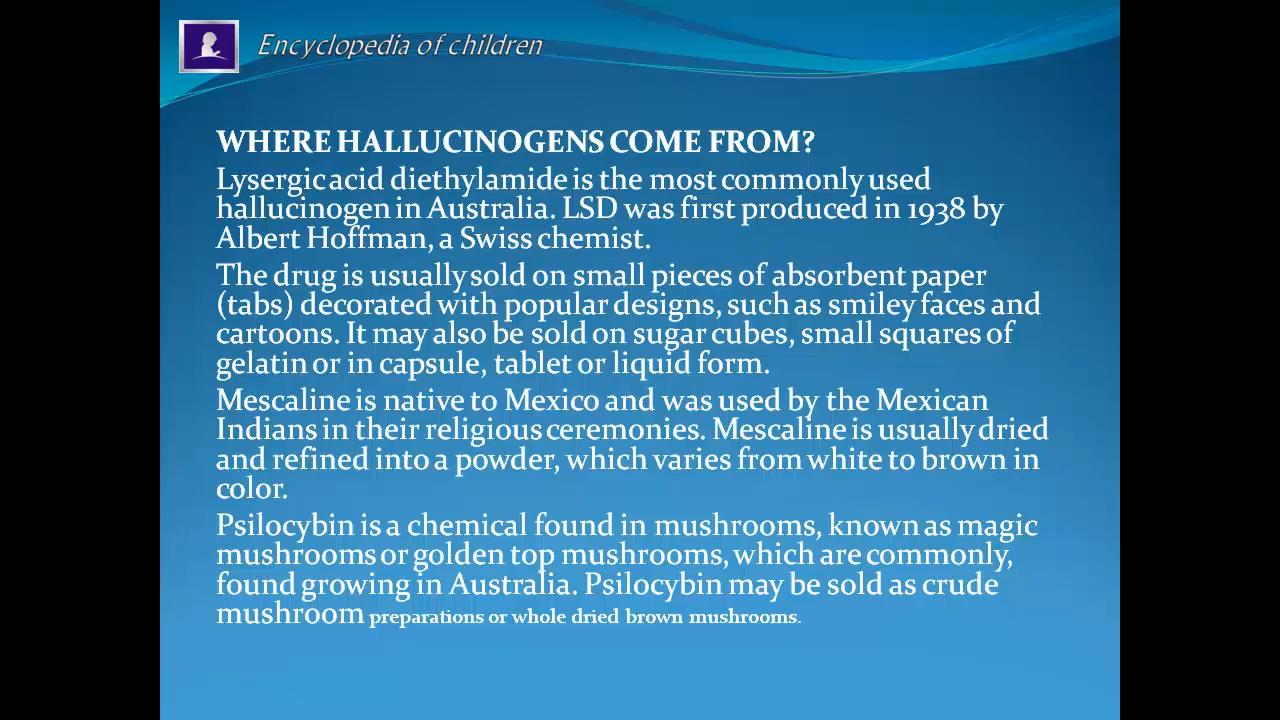 Encyclopedia of children
WHERE HALLUCINOGENS COME FROM?
Lysergic acid diethylamide is the most commonly used
hallucinogen in Australia. LSD was first produced in 1938 by
Albert Hoffman, a Swiss chemist.
The drug is usually sold on small pieces of absorbent paper
(tabs) decorated with popular designs, such as smiley faces and
cartoons. It may also be sold on sugar cubes, small squares of
gelatin or in capsule, tablet or liquid form.
Mescaline is native to Mexico and was used by the Mexican
Indians in their religious ceremonies. Mescaline is usually dried
and refined into a powder, which varies from white to brown in
color.
Psilocybin is a chemical found in mushrooms, known as magic
mushrooms or golden top mushrooms, which are commonly,
found growing in Australia. Psilocybin may be sold as crude
mushroom preparations or whole dried brown mushrooms.